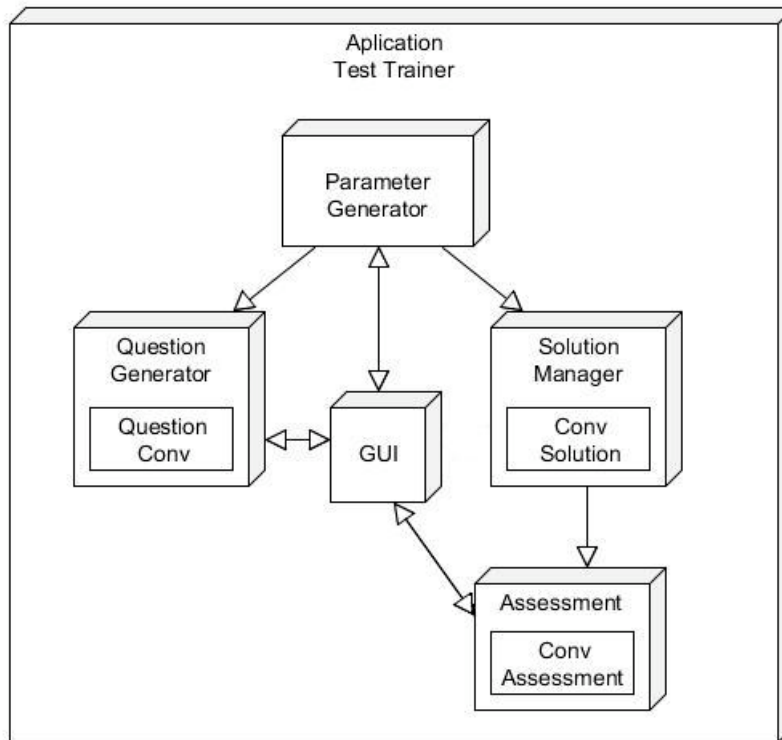 Aplication
Test Trainer
Parameter
Generator
Question
Generator
Question
Conv
GUI
Solution
Manager
Conv
Solution
Assessment
Conv
Assessment